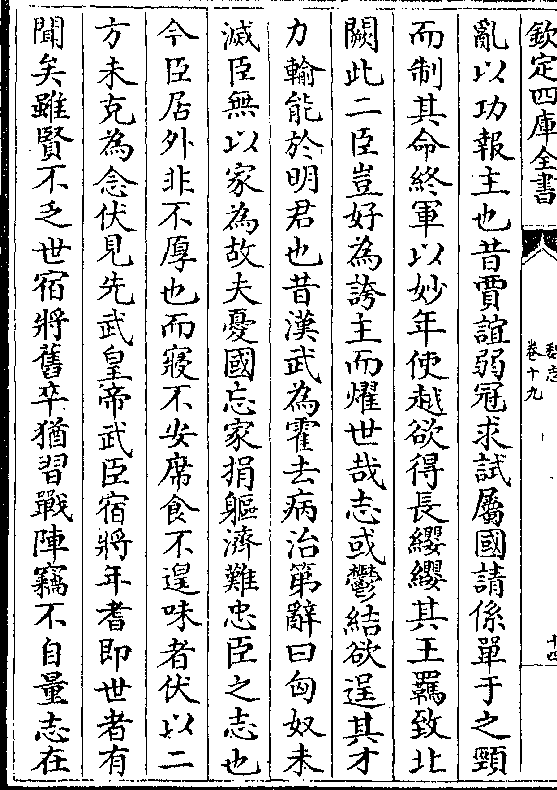 欽定四庫全書
魏志
卷十九
十四
亂以功報主也昔賈誼弱冠求試屬國請係單于之頸
而制其命終軍以妙年使越欲得長纓纓其王羈致北
闕此二臣豈好為誇主而燿世哉志或鬱結欲逞其才
力輸能於明君也昔漢武為霍去病治第辭曰匈奴未
滅臣無以家為故夫憂國忘家捐軀濟難忠臣之志也
今臣居外非不厚也而寢不安席食不遑味者伏以二
方未克為念伏見先武皇帝武臣宿將年耆即世者有
聞矣雖賢不乏世宿將舊卒猶習戰陣竊不自量志在